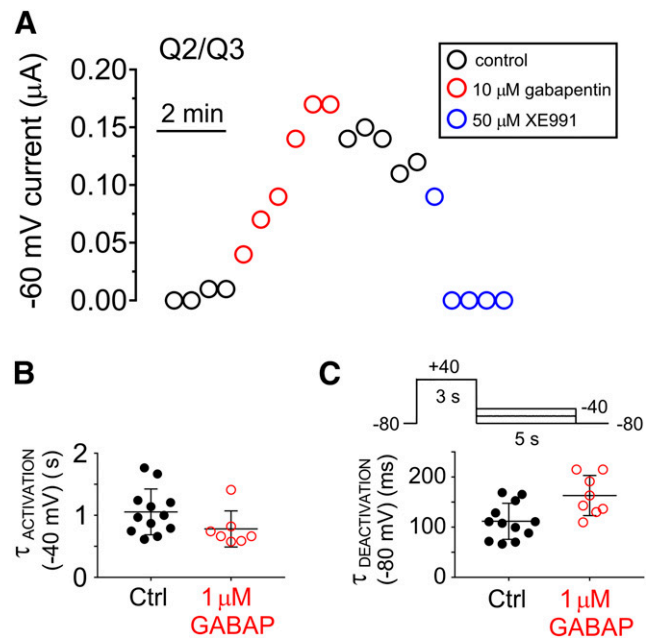 A
Q2/Q3
control
10 μM gabapentin
50 μM XE991
2 min
-60 mV current (μA)
0.20
0.15
0.10
0.05
0.00
B
τ ACTIVATION
(-40 mV) (s)
2
1
0
Ctrl
1 μM
GABAP
C
+40
3 s
-80
-40
-80
5 s
τ DEACTIVATION
(-80 mV) (ms)
200
100
0
Ctrl
1 μM
GABAP